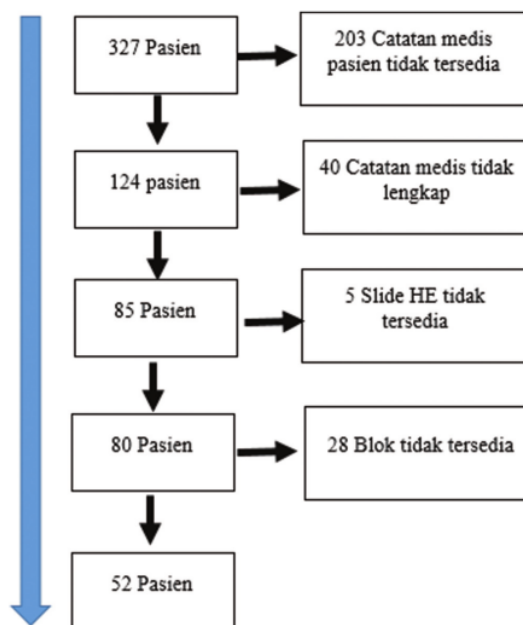 327 Pasien
203 Catatan medis
pasien tidak tersedia
124 pasien
40 Catatan medis tidak
lengkap
85 Pasien
5 Slide HE tidak
tersedia
80 Pasien
28 Blok tidak tersedia
52 Pasien